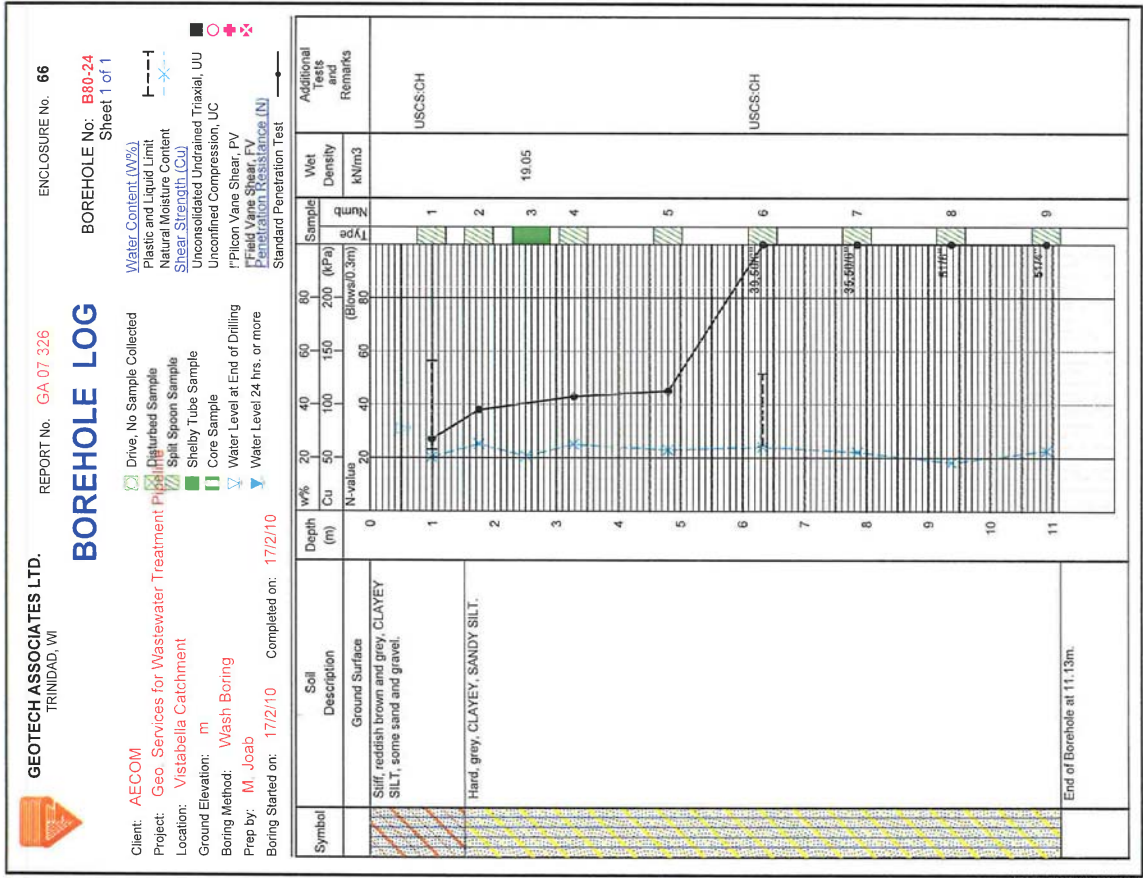 GEOTECH ASSOCIATES LTD.
TRINIDAD, WI
REPORT No. GA 07 326
ENCLOSURE No. 66
BOREHOLE LOG
BOREHOLE No: B80-24
Sheet 1 of 1
Client: AECOM
Project: Geo. Services for Wastewater Treatment Pipeline
Location: Vistabella Catchment
Ground Elevation: m
Boring Method: Wash Boring
Prep by: M. Joab
Boring Started on: 17/2/10 Completed on: 17/2/10
Drive, No Sample Collected
Disturbed Sample
Split Spoon Sample
Shelby Tube Sample
Core Sample
Water Level at End of Drilling
Water Level 24 hrs. or more
Water Content (W%)
Plastic and Liquid Limit
Natural Moisture Content
Shear Strength (Cu)
Unconsolidated Undrained Triaxial, UU
Unconfined Compression, UC
!"Pilcon Vane Shear, PV
!"Field Vane Shear, FV
Penetration Resistance (N)
Standard Penetration Test
Symbol
Soil
Description
Depth
(m)
w% 20 40 60 80
Cu 50 100 150 200 (kPa)
N-value 20 40 60 80 (Blows/0.3m)
Sample
Type
Numb
Wet
Density
kN/m3
Additional
Tests
and
Remarks
Ground Surface
0
Stiff, reddish brown and grey, CLAYEY
SILT, some sand and gravel.
1
1
USCS:CH
Hard, grey, CLAYEY, SANDY SILT.
2
2
3
19.05
3
4
4
5
5
6
39,50/6"
6
USCS:CH
7
8
7
9
51/6"
8
10
11
51/4"
9
End of Borehole at 11.13m.